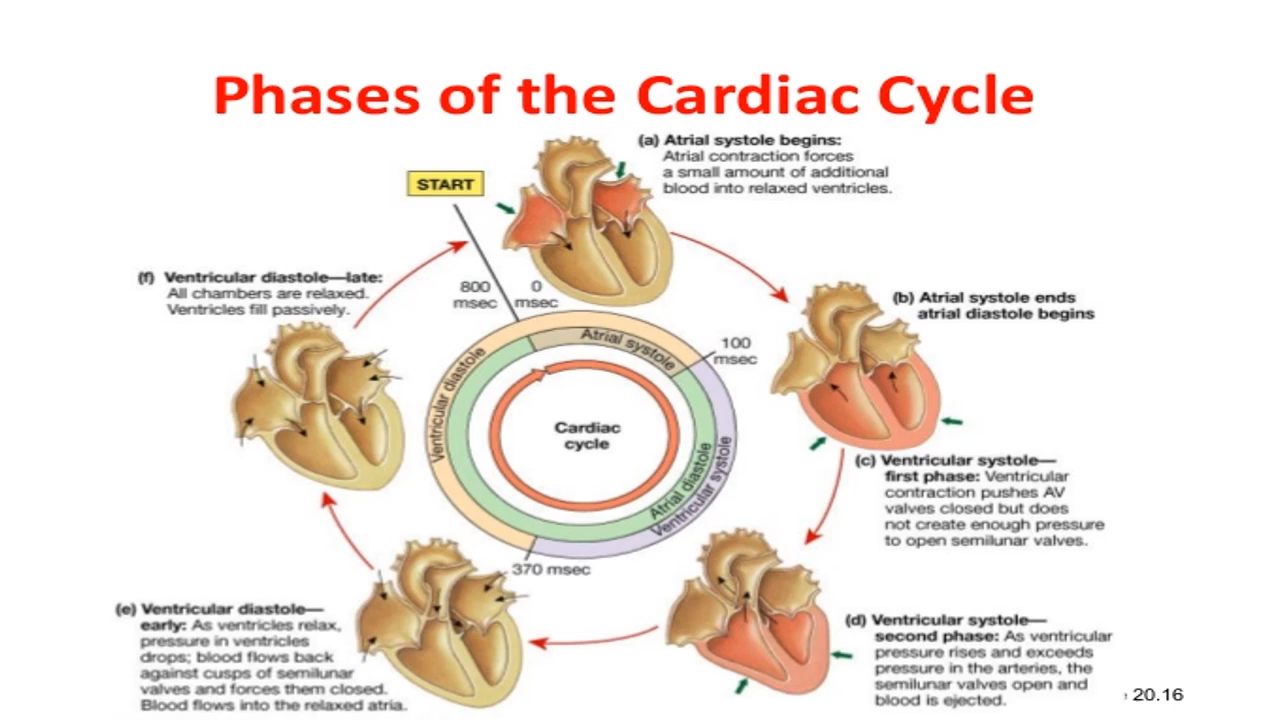 Phases of the Cardiac Cycle
START
(a) Atrial systole begins:
Atrial contraction forces
a small amount of additional
blood into relaxed ventricles.
(f) Ventricular diastole—late:
All chambers are relaxed.
Ventricles fill passively.
800
msec
0
msec
(b) Atrial systole ends
atrial diastole begins
100
msec
Atrial systole
Ventricular diastole
Cardiac
cycle
Atrial diastole
Ventricular systole
(c) Ventricular systole—
first phase: Ventricular
contraction pushes AV
valves closed but does
not create enough pressure
to open semilunar valves.
370 msec
(e) Ventricular diastole—
early: As ventricles relax,
pressure in ventricles
drops; blood flows back
against cusps of semilunar
valves and forces them closed.
Blood flows into the relaxed atria.
(d) Ventricular systole—
second phase: As ventricular
pressure rises and exceeds
pressure in the arteries, the
semilunar valves open and
blood is ejected.
20.16